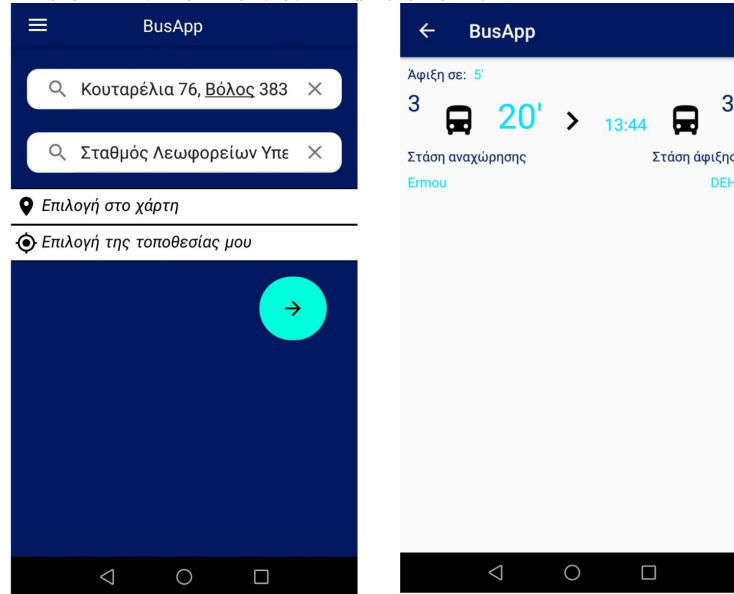 BusApp
Κουταρέλια 76, Βόλος 383
Σταθμός Λεωφορείων Υπε
Επιλογή στο χάρτη
Επιλογή της τοποθεσίας μου
BusApp
Άφιξη σε: 5'
3 20' > 13:44 3
Στάση αναχώρησης Στάση άφιξης
Ermou DEH